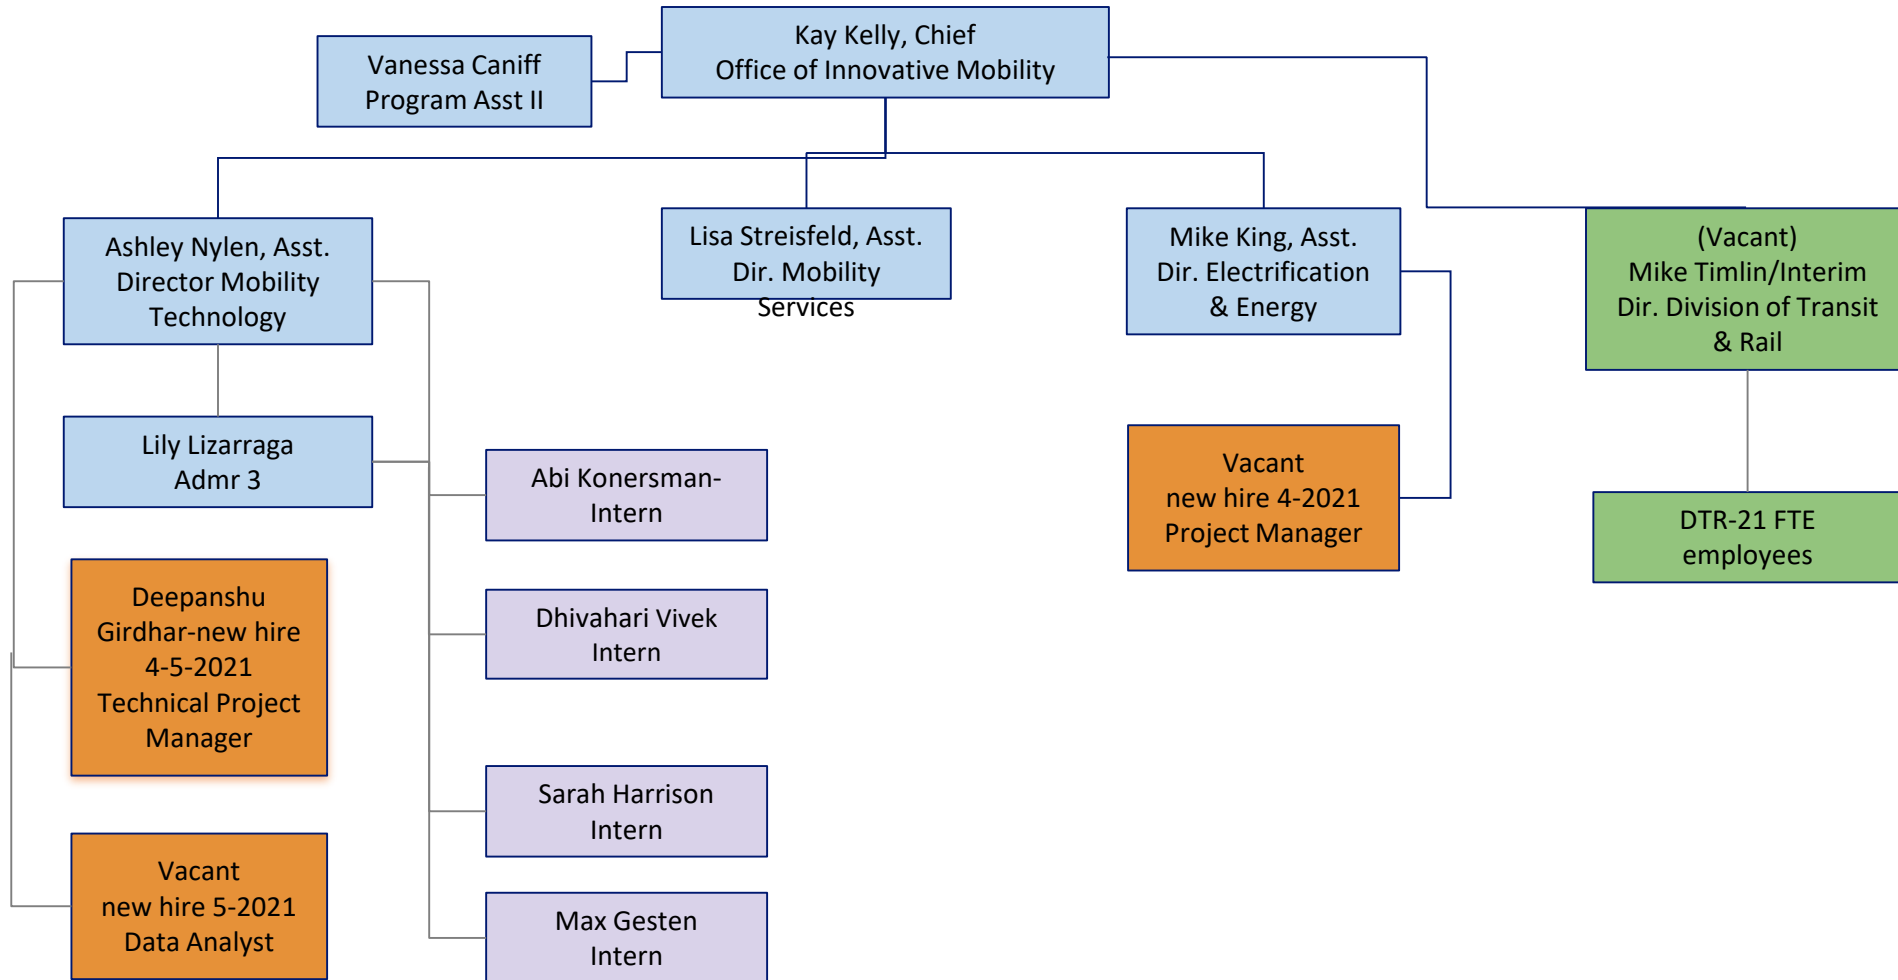 Kay Kelly, Chief
Office of Innovative Mobility
Vanessa Caniff
Program Asst II
Ashley Nylen, Asst.
Director Mobility
Technology
Lisa Streisfeld, Asst.
Dir. Mobility
Services
Mike King, Asst.
Dir. Electrification
& Energy
(Vacant)
Mike Timlin/Interim
Dir. Division of Transit
& Rail
Lily Lizarraga
Admr 3
Abi Konersman-
Intern
Vacant
new hire 4-2021
Project Manager
DTR-21 FTE
employees
Deepanshu
Girdhar-new hire
4-5-2021
Technical Project
Manager
Dhivahari Vivek
Intern
Sarah Harrison
Intern
Vacant
new hire 5-2021
Data Analyst
Max Gesten
Intern